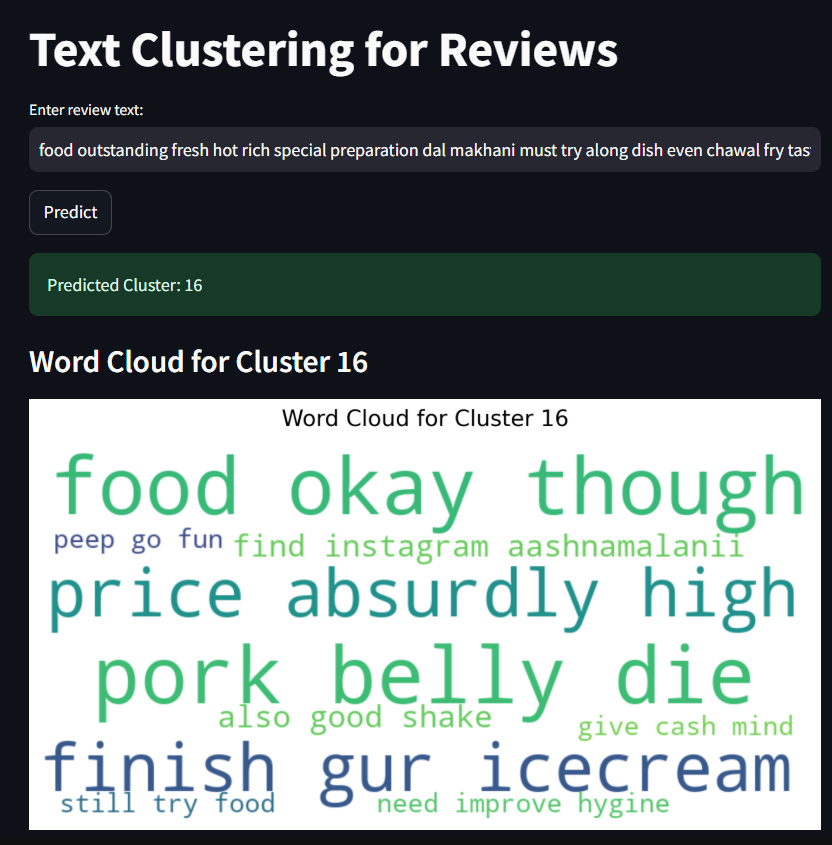 Text Clustering for Reviews
Enter review text:
food outstanding fresh hot rich special preparation dal makhani must try along dish even chawal fry tas
Predict
Predicted Cluster: 16
Word Cloud for Cluster 16
Word Cloud for Cluster 16
food okay though
peep go fun find instagram aashnamalanii
price absurdly high
pork belly die
also good shake
give cash mind
finish gur icecream
still try food
need improve hygine